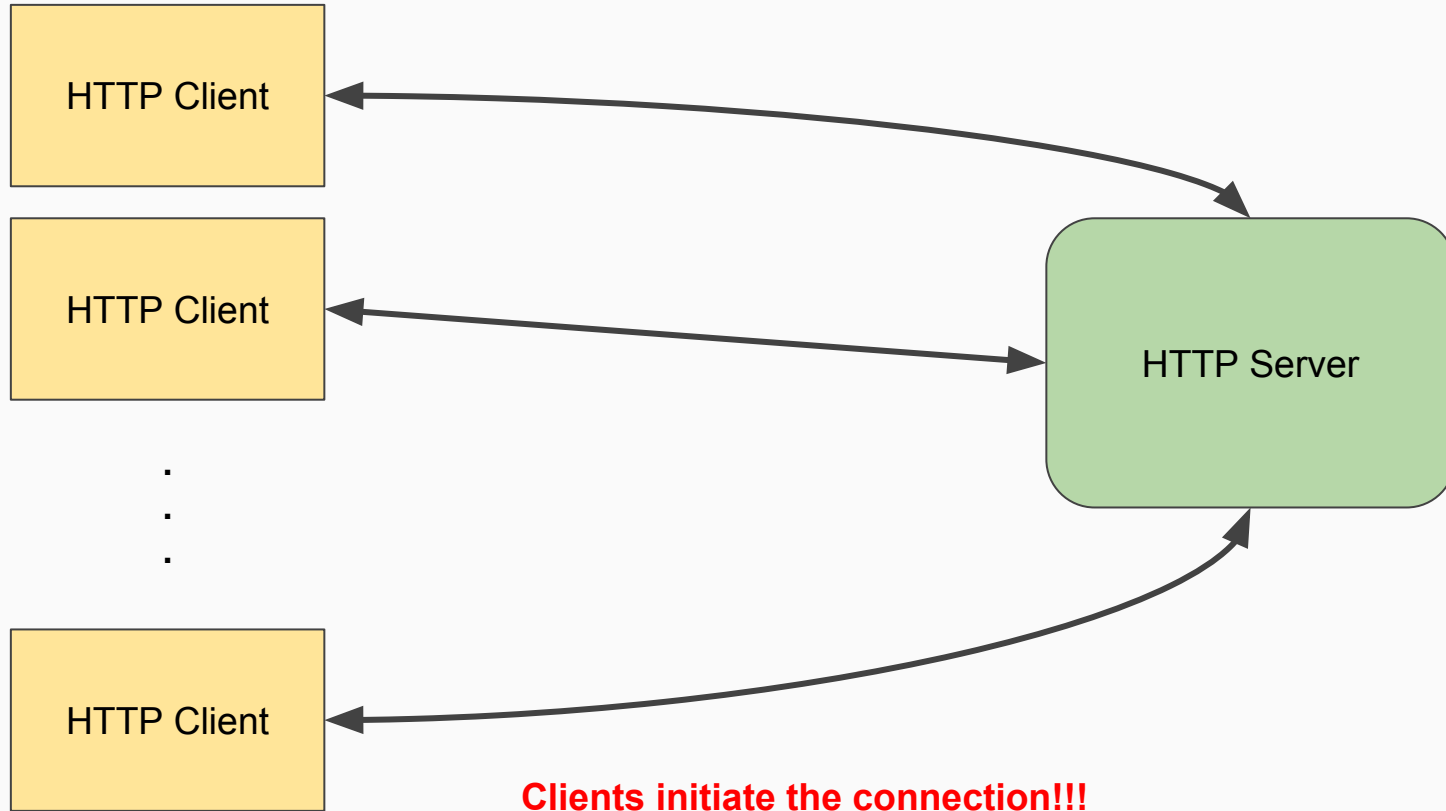 HTTP Client
HTTP Client
HTTP Server
.
.
.
HTTP Client
Clients initiate the connection!!!